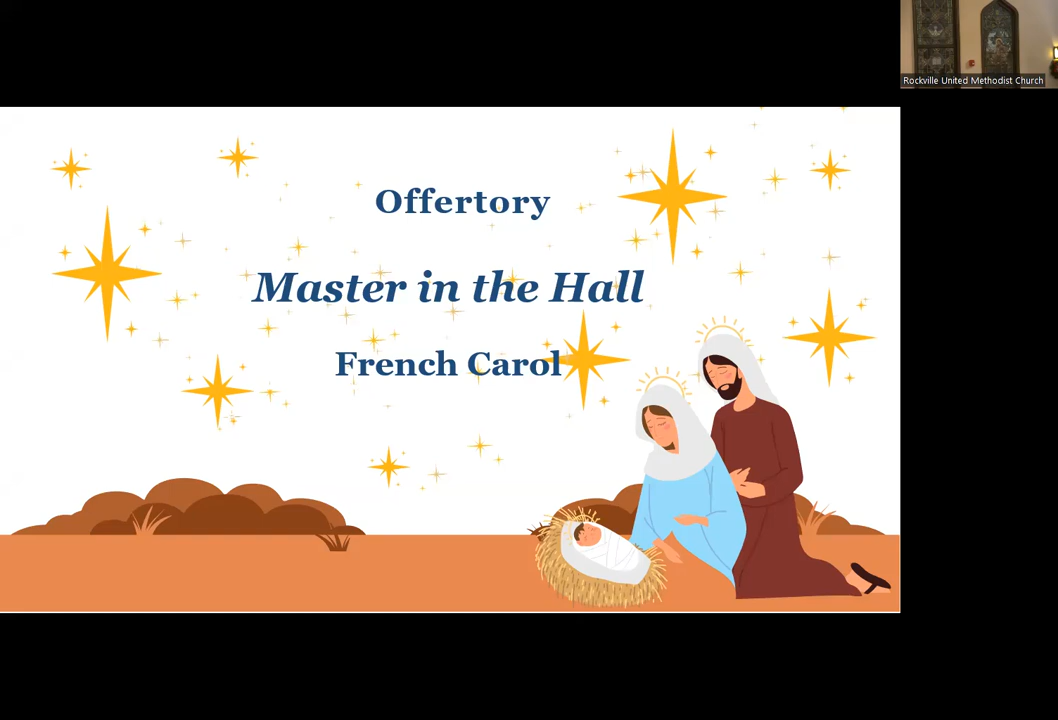 Rockville United Methodist Church
Offertory
Master in the Hall
French Carol